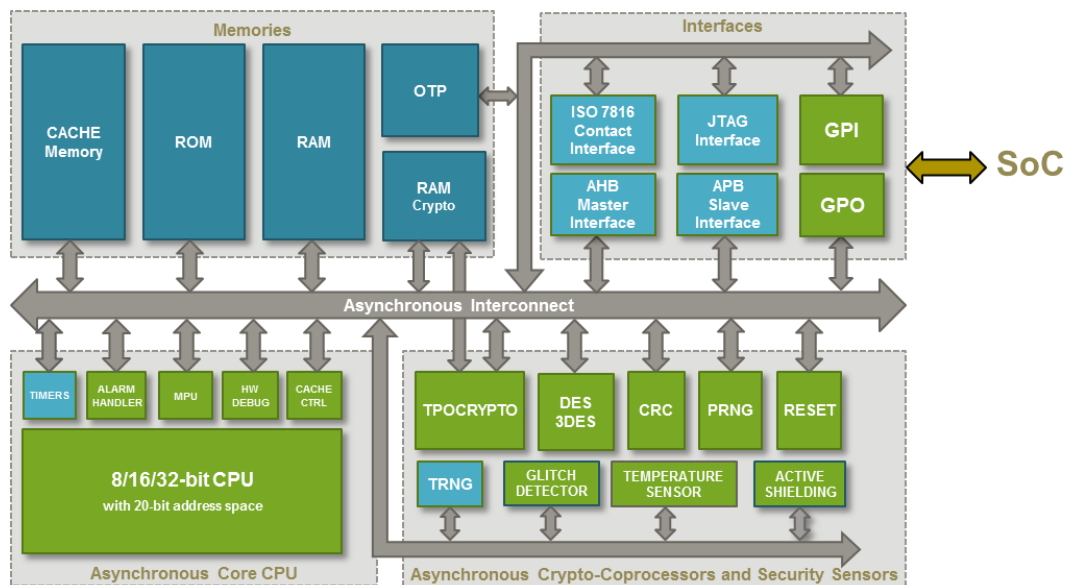 Memories
CACHE
Memory
ROM
RAM
OTP
RAM
Crypto
Interfaces
ISO 7816
Contact
Interface
JTAG
Interface
GPI
AHB
Master
Interface
APB
Slave
Interface
GPO
SoC
Asynchronous Interconnect
TIMERS
ALARM
HANDLER
MPU
HW
DEBUG
CACHE
CTRL
8/16/32-bit CPU
with 20-bit address space
Asynchronous Core CPU
TPOCRYPTO
DES
3DES
CRC
PRNG
RESET
TRNG
GLITCH
DETECTOR
TEMPERATURE
SENSOR
ACTIVE
SHIELDING
Asynchronous Crypto-Coprocessors and Security Sensors